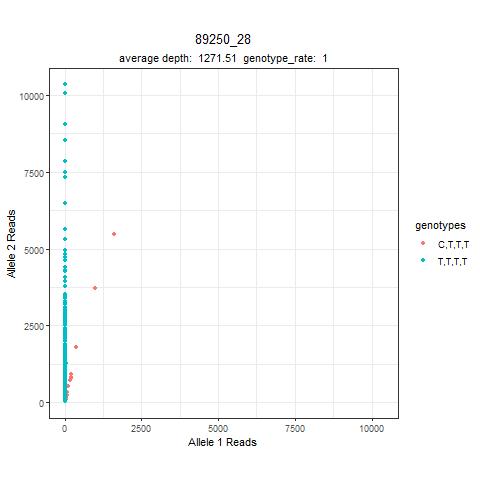 89250_28
average depth:  1271.51  genotype_rate:  1
10000
7500
5000
2500
0
Allele 2 Reads
0 2500 5000 7500 10000
Allele 1 Reads
genotypes
C,T,T,T
T,T,T,T